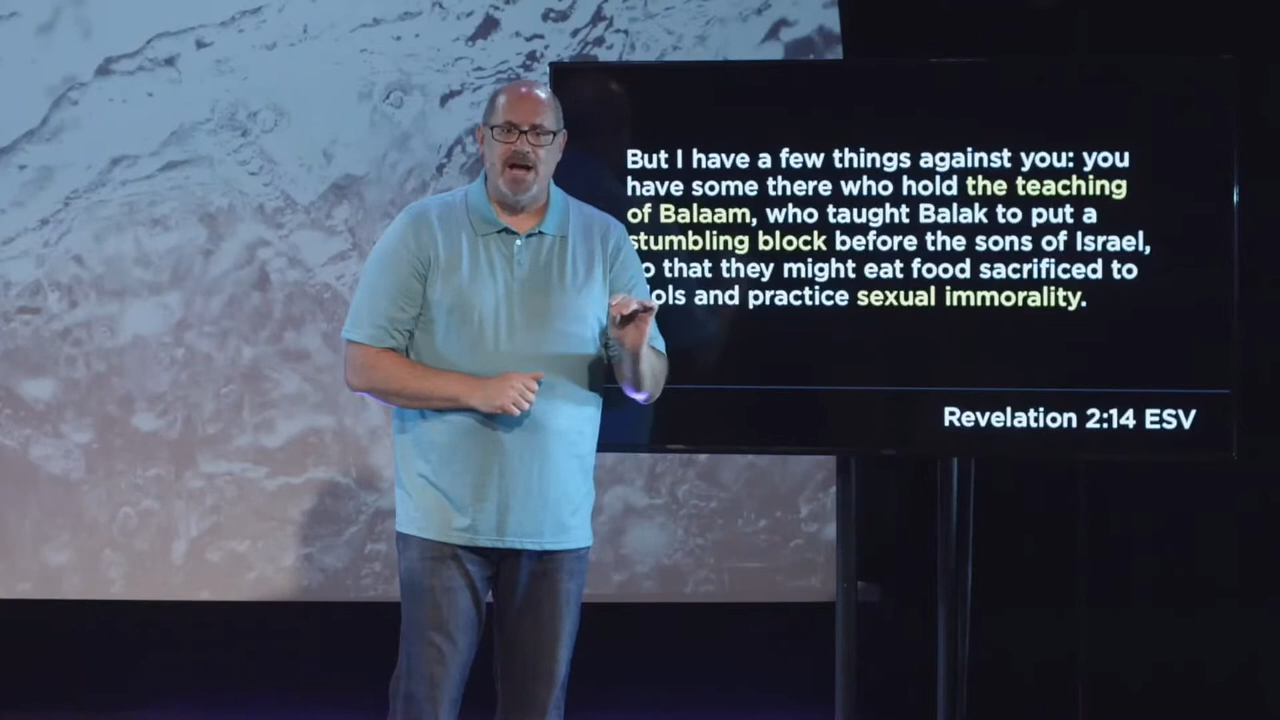 But I have a few things against you: you
have some there who hold the teaching
of Balaam, who taught Balak to put a
stumbling block before the sons of Israel,
so that they might eat food sacrificed to
idols and practice sexual immorality.
Revelation 2:14 ESV